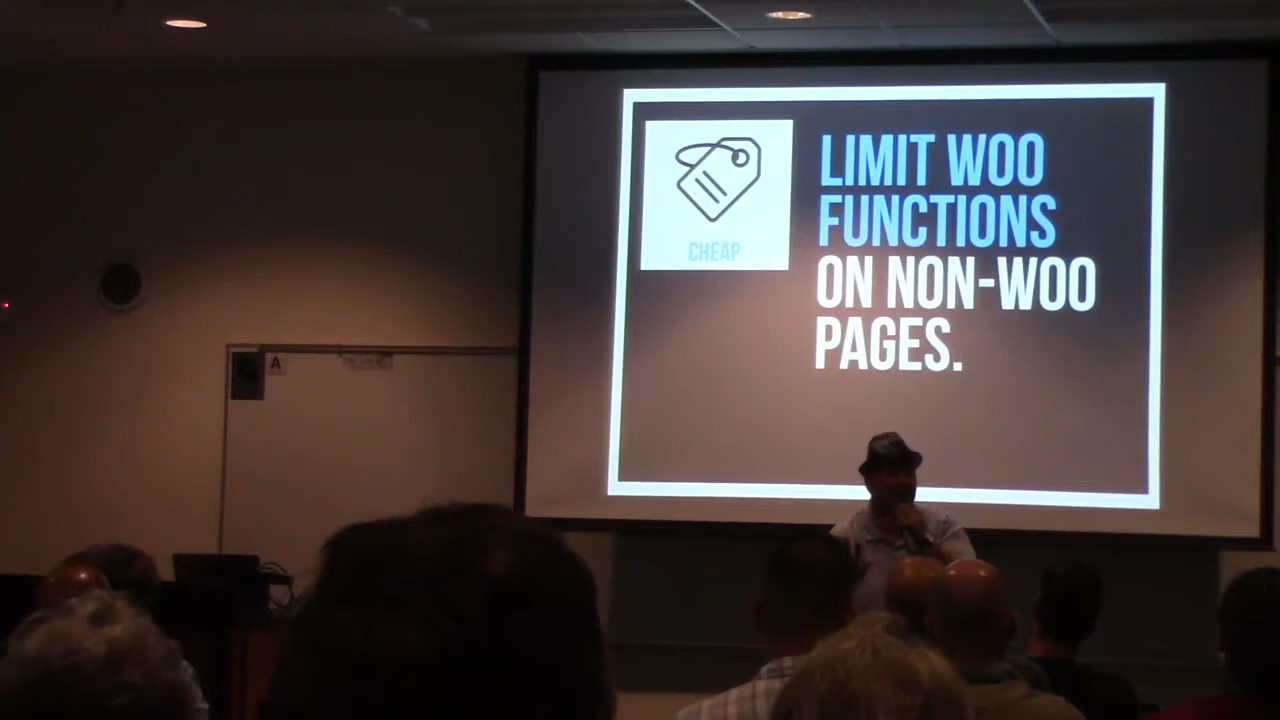 LIMIT WOO
FUNCTIONS
ON NON-WOO
PAGES.
CHEAP
A